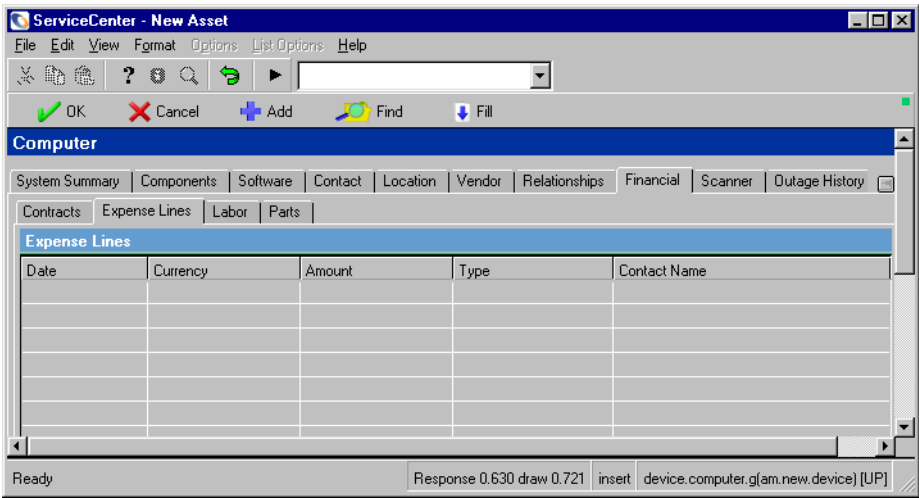 ServiceCenter - New Asset
File Edit View Format Options List Options Help
?
OK Cancel Add Find Fill
Computer
System Summary Components Software Contact Location Vendor Relationships Financial Scanner Outage History
Contracts Expense Lines Labor Parts
Expense Lines
Date Currency Amount Type Contact Name
Ready Response 0.630 draw 0.721 insert device.computer.g(am.new.device) [UP]